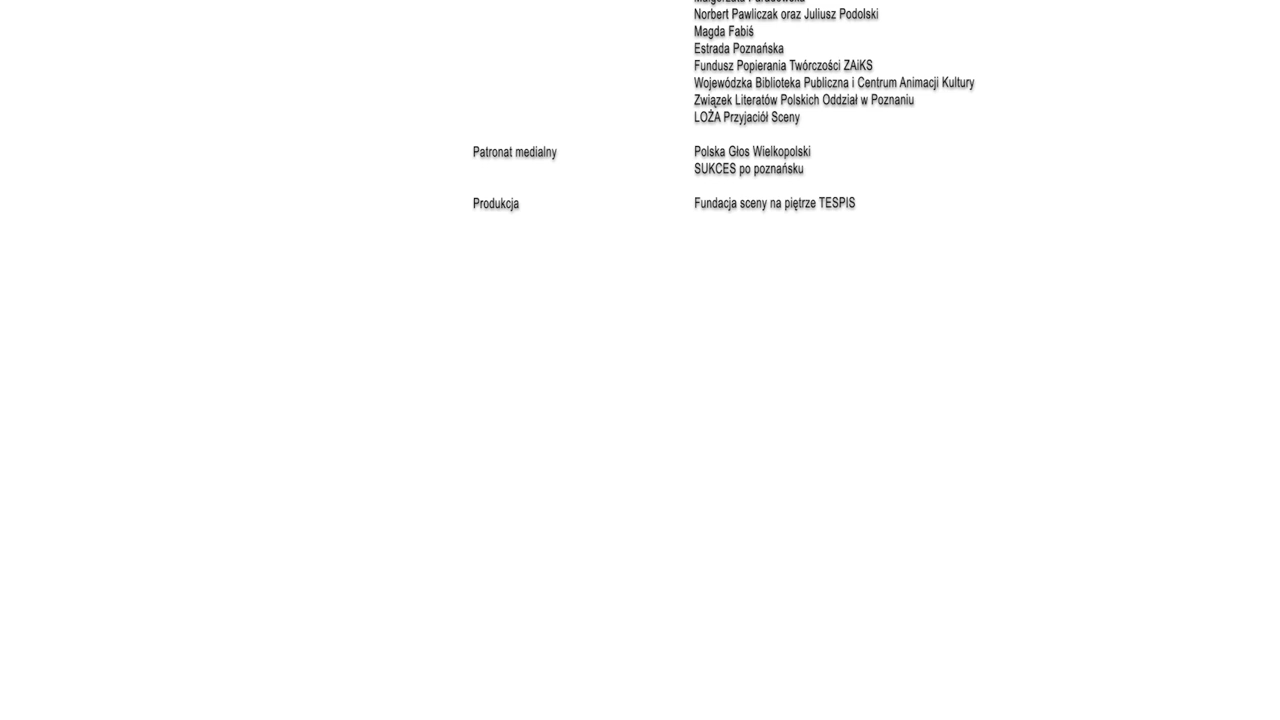 Norbert Pawliczak oraz Juliusz Podolski
Magda Fabiś
Estrada Poznańska
Fundusz Popierania Twórczości ZAiKS
Wojewódzka Biblioteka Publiczna i Centrum Animacji Kultury
Związek Literatów Polskich Oddział w Poznaniu
LOŻA Przyjaciół Sceny
Patronat medialny Polska Głos Wielkopolski
SUKCES po poznańsku
Produkcja Fundacja sceny na piętrze TESPIS